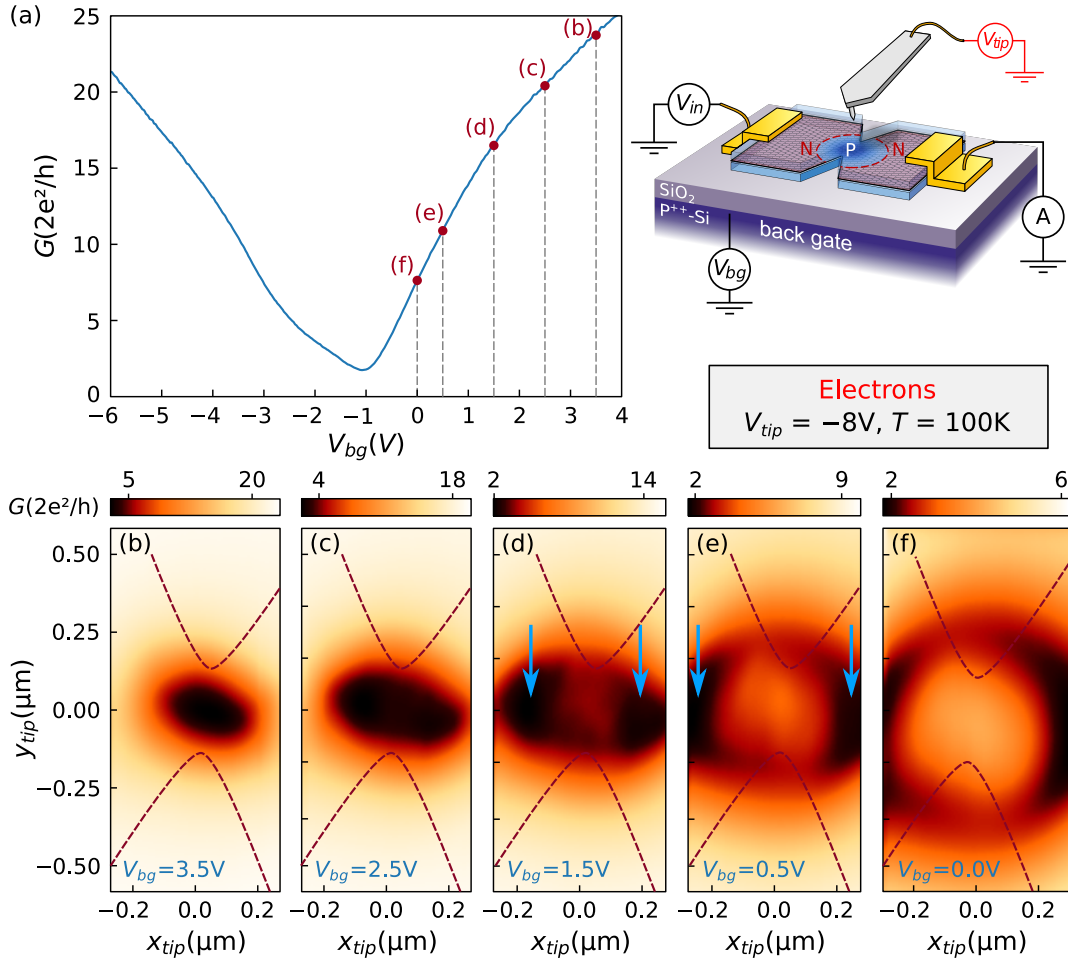 (a)
25
20
15
10
5
0
G(2e²/h)
−6 −5 −4 −3 −2 −1 0 1 2 3 4
V_bg(V)
(b)
(c)
(d)
(e)
(f)
V_tip
V_in
N P N
SiO₂
P⁺⁺-Si
back gate
V_bg
A
Electrons
V_tip = −8V, T = 100K
G(2e²/h)
5 20
4 18
2 14
2 9
2 6
(b) (c) (d) (e) (f)
0.50
0.25
0.00
−0.25
−0.50
y_tip(μm)
V_bg=3.5V V_bg=2.5V V_bg=1.5V V_bg=0.5V V_bg=0.0V
−0.2 0.0 0.2 −0.2 0.0 0.2 −0.2 0.0 0.2 −0.2 0.0 0.2 −0.2 0.0 0.2
x_tip(μm) x_tip(μm) x_tip(μm) x_tip(μm) x_tip(μm)